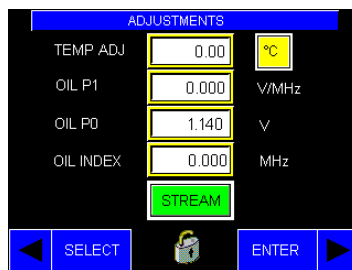 ADJUSTMENTS
TEMP ADJ 0.00 °C
OIL P1 0.000 V/MHz
OIL P0 1.140 V
OIL INDEX 0.000 MHz
STREAM
SELECT ENTER